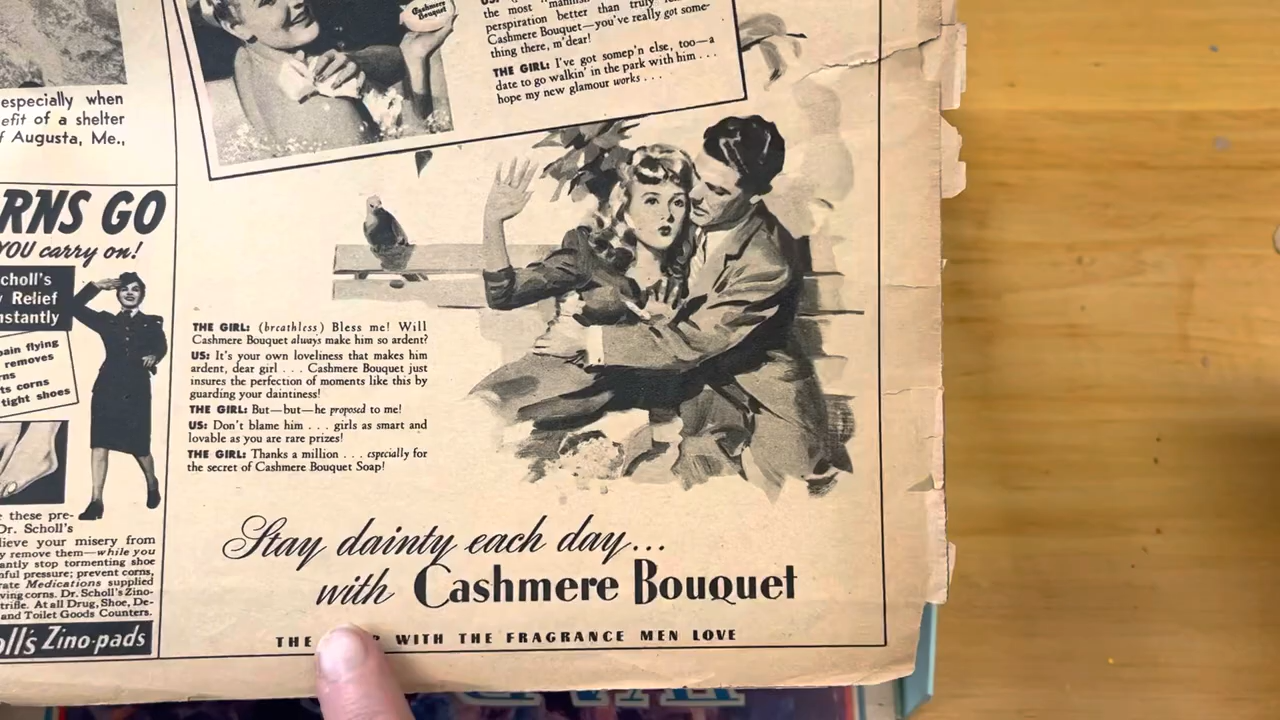 especially when
efit of a shelter
f Augusta, Me.,
RNS GO
YOU carry on!
choll's
Relief
nstantly
pain flying
removes
rns
ts corns
tight shoes
these pre-
Dr. Scholl's
lieve your misery from
remove them—while you
antly stop tormenting shoe
nful pressure; prevent corns,
rate Medications supplied
ving corns. Dr. Scholl's Zino-
trifle. At all Drug, Shoe, De-
and Toilet Goods Counters.
oll's Zino-pads
Cashmere
Bouquet
the most "mannish"
perspiration better than truly
Cashmere Bouquet—you've really got some-
thing there, m'dear!
THE GIRL: I've got somep'n else, too—a
date to go walkin' in the park with him . . .
hope my new glamour works . . .
THE GIRL: (breathless) Bless me! Will
Cashmere Bouquet always make him so ardent?
US: It's your own loveliness that makes him
ardent, dear girl . . . Cashmere Bouquet just
insures the perfection of moments like this by
guarding your daintiness!
THE GIRL: But—but—he proposed to me!
US: Don't blame him . . . girls as smart and
lovable as you are rare prizes!
THE GIRL: Thanks a million . . . especially for
the secret of Cashmere Bouquet Soap!
Stay dainty each day...
with Cashmere Bouquet
THE WITH THE FRAGRANCE MEN LOVE